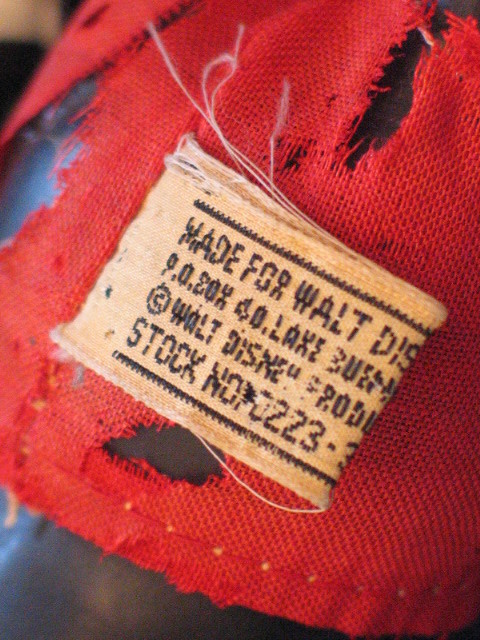 MADE FOR WALT DIS
P.O.BOX 40.LAKE BUEN
© WALT DISNEY PRODU
STOCK NO. 0223-